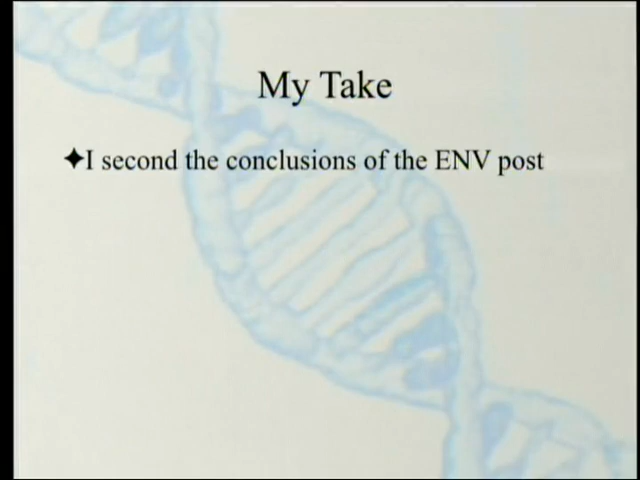 My Take
✦I second the conclusions of the ENV post